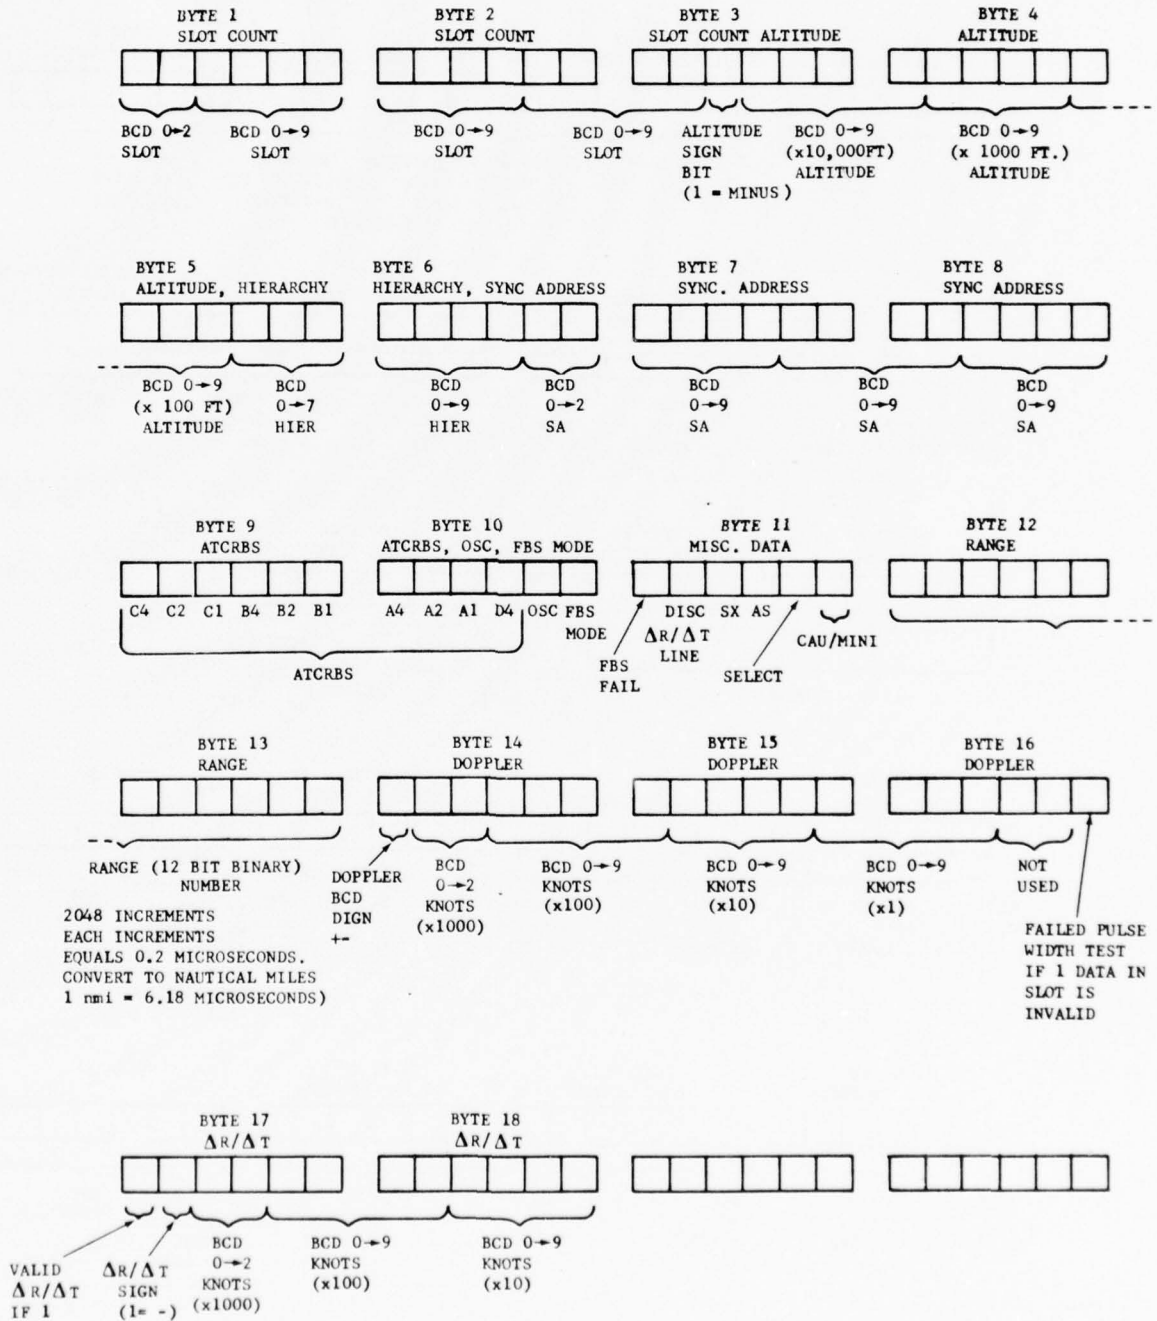 BYTE 1
SLOT COUNT
BCD 0→2
SLOT
BCD 0→9
SLOT
BYTE 2
SLOT COUNT
BCD 0→9
SLOT
BCD 0→9
SLOT
BYTE 3
SLOT COUNT ALTITUDE
ALTITUDE
SIGN
BIT
(1 = MINUS)
BCD 0→9
(x10,000FT)
ALTITUDE
BYTE 4
ALTITUDE
BCD 0→9
(x 1000 FT.)
ALTITUDE
BYTE 5
ALTITUDE, HIERARCHY
BCD 0→9
(x 100 FT)
ALTITUDE
BCD
0→7
HIER
BYTE 6
HIERARCHY, SYNC ADDRESS
BCD
0→9
HIER
BCD
0→2
SA
BYTE 7
SYNC. ADDRESS
BCD
0→9
SA
BCD
0→9
SA
BYTE 8
SYNC ADDRESS
BCD
0→9
SA
BYTE 9
ATCRBS
C4 C2 C1 B4 B2 B1
BYTE 10
ATCRBS, OSC, FBS MODE
A4 A2 A1 D4 OSC FBS
MODE
ATCRBS
BYTE 11
MISC. DATA
DISC SX AS
ΔR/ΔT
LINE
FBS
FAIL
SELECT
CAU/MINI
BYTE 12
RANGE
BYTE 13
RANGE
RANGE (12 BIT BINARY)
NUMBER
2048 INCREMENTS
EACH INCREMENTS
EQUALS 0.2 MICROSECONDS.
CONVERT TO NAUTICAL MILES
1 nmi = 6.18 MICROSECONDS)
BYTE 14
DOPPLER
DOPPLER
BCD
DIGN
+-
BCD
0→2
KNOTS
(x1000)
BCD 0→9
KNOTS
(x100)
BYTE 15
DOPPLER
BCD 0→9
KNOTS
(x10)
BYTE 16
DOPPLER
BCD 0→9
KNOTS
(x1)
NOT
USED
FAILED PULSE
WIDTH TEST
IF 1 DATA IN
SLOT IS
INVALID
BYTE 17
ΔR/ΔT
VALID
ΔR/ΔT
IF 1
ΔR/ΔT
SIGN
(1= -)
BCD
0→2
KNOTS
(x1000)
BCD 0→9
KNOTS
(x100)
BYTE 18
ΔR/ΔT
BCD 0→9
KNOTS
(x10)